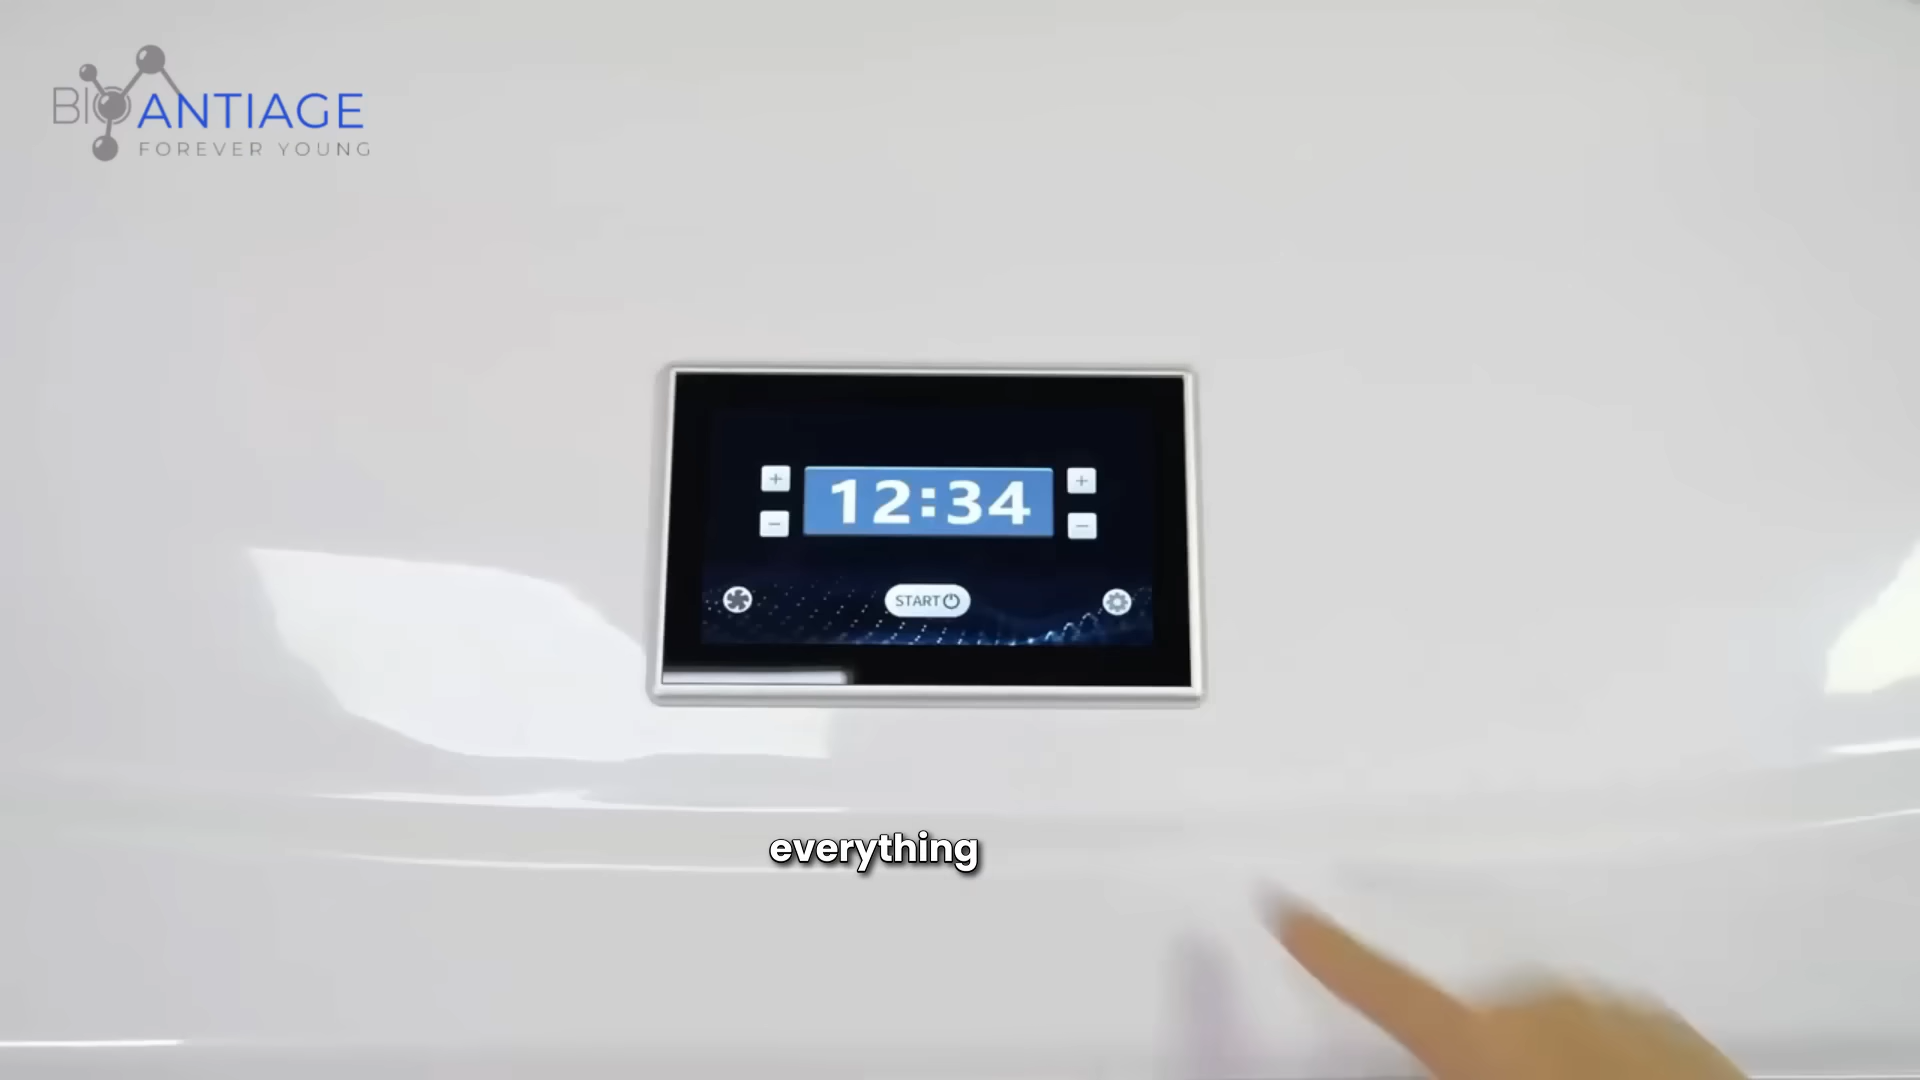 BIOANTIAGE
FOREVER YOUNG
+
12:34
+
−
−
START
everything